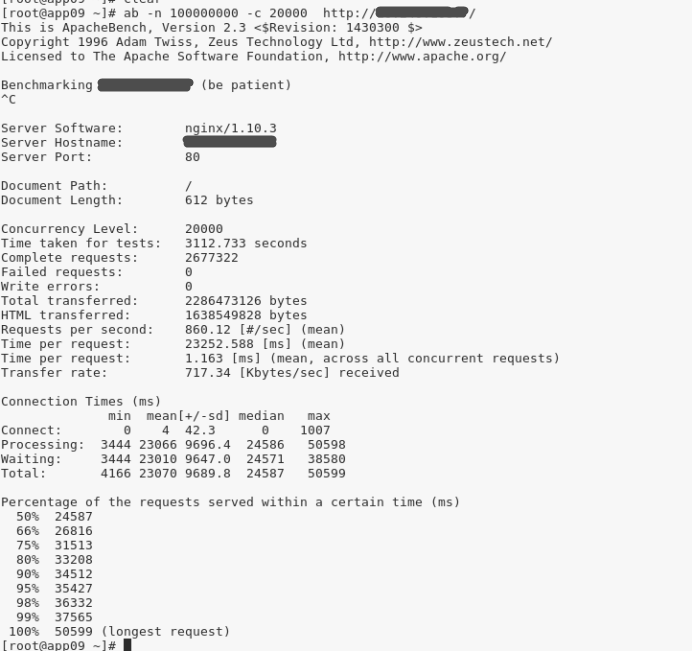 [root@app09 ~]# ab -n 100000000 -c 20000  http:// /
This is ApacheBench, Version 2.3 <$Revision: 1430300 $>
Copyright 1996 Adam Twiss, Zeus Technology Ltd, http://www.zeustech.net/
Licensed to The Apache Software Foundation, http://www.apache.org/

Benchmarking  (be patient)
^C

Server Software:        nginx/1.10.3
Server Hostname:
Server Port:            80

Document Path:          /
Document Length:        612 bytes

Concurrency Level:      20000
Time taken for tests:   3112.733 seconds
Complete requests:      2677322
Failed requests:        0
Write errors:           0
Total transferred:      2286473126 bytes
HTML transferred:       1638549828 bytes
Requests per second:    860.12 [#/sec] (mean)
Time per request:       23252.588 [ms] (mean)
Time per request:       1.163 [ms] (mean, across all concurrent requests)
Transfer rate:          717.34 [Kbytes/sec] received

Connection Times (ms)
              min  mean[+/-sd] median   max
Connect:        0    4  42.3      0    1007
Processing:  3444 23066 9696.4  24586   50598
Waiting:     3444 23010 9647.0  24571   38580
Total:       4166 23070 9689.8  24587   50599

Percentage of the requests served within a certain time (ms)
  50%  24587
  66%  26816
  75%  31513
  80%  33208
  90%  34512
  95%  35427
  98%  36332
  99%  37565
 100%  50599 (longest request)
[root@app09 ~]#